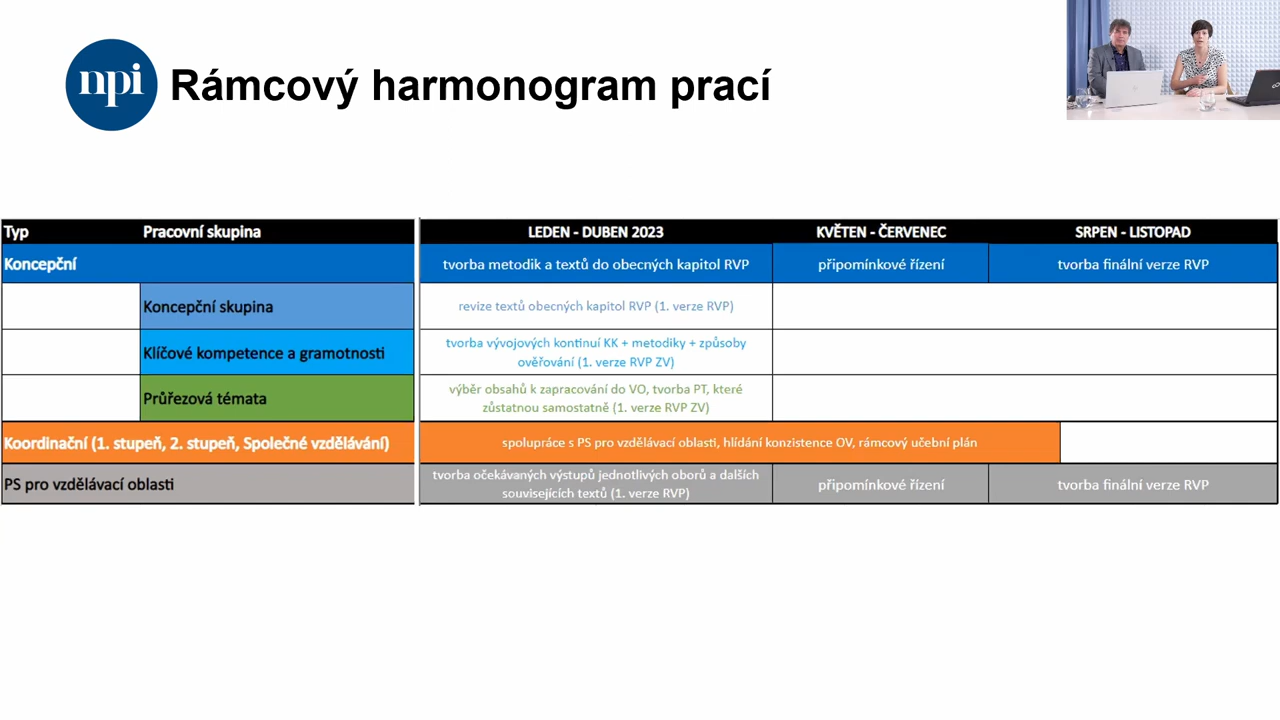 npi
Rámcový harmonogram prací
Typ Pracovní skupina LEDEN - DUBEN 2023 KVĚTEN - ČERVENEC SRPEN - LISTOPAD
Koncepční tvorba metodik a textů do obecných kapitol RVP připomínkové řízení tvorba finální verze RVP
Koncepční skupina revize textů obecných kapitol RVP (1. verze RVP)
Klíčové kompetence a gramotnosti tvorba vývojových kontinuí KK + metodiky + způsoby
ověřování (1. verze RVP ZV)
Průřezová témata výběr obsahů k zapracování do VO, tvorba PT, které
zůstatnou samostatně (1. verze RVP ZV)
Koordinační (1. stupeň, 2. stupeň, Společné vzdělávání) spolupráce s PS pro vzdělávací oblasti, hlídání konzistence OV, rámcový učební plán
PS pro vzdělávací oblasti tvorba očekávaných výstupů jednotlivých oborů a dalších
souvisejících textů (1. verze RVP) připomínkové řízení tvorba finální verze RVP